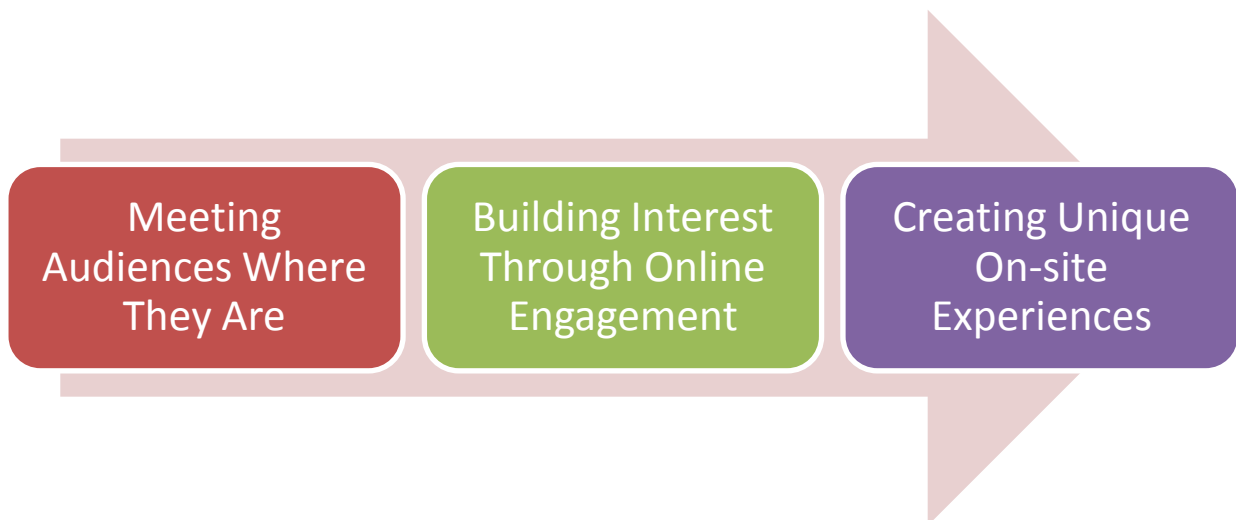 Meeting
Audiences Where
They Are
Building Interest
Through Online
Engagement
Creating Unique
On-site
Experiences